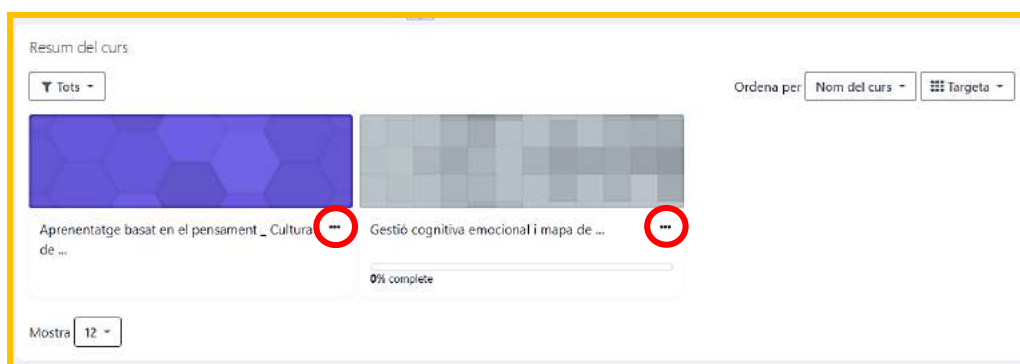 Resum del curs
Tots
Ordena per Nom del curs Targeta
Aprenentatge basat en el pensament _ Cultura
de ...
Gestió cognitiva emocional i mapa de ...
0% complete
Mostra 12